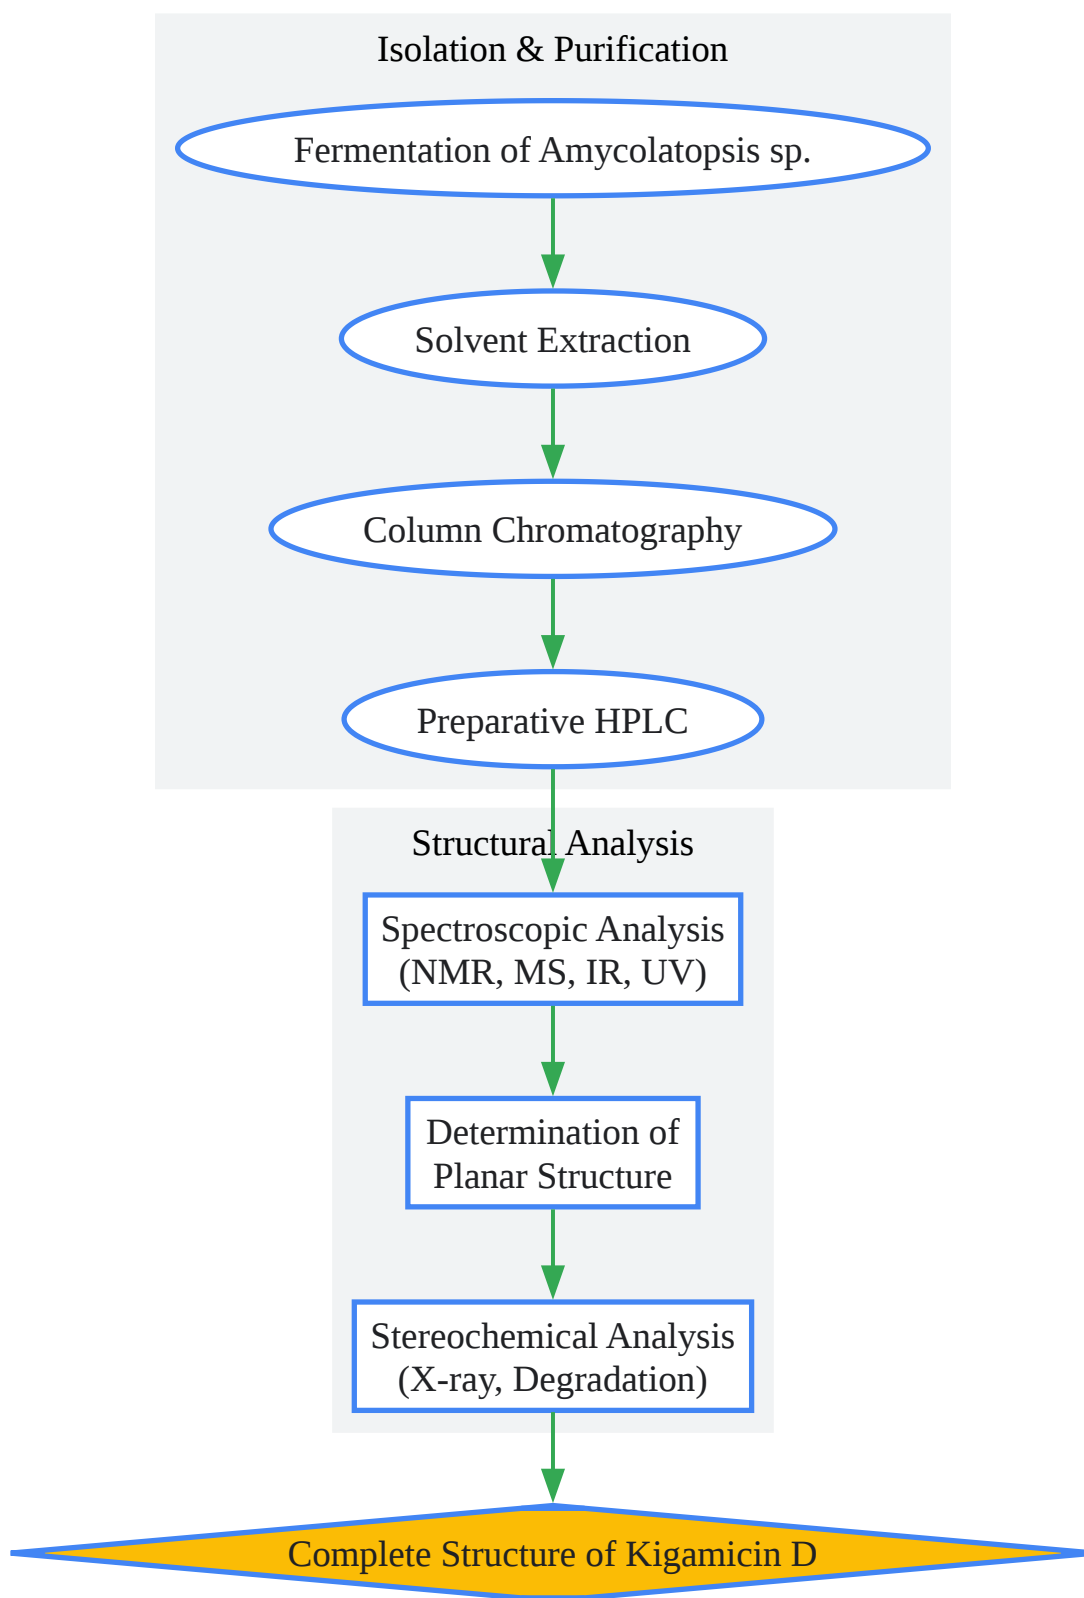 Isolation & Purification
Fermentation of Amycolatopsis sp.
Solvent Extraction
Column Chromatography
Preparative HPLC
Structural Analysis
Spectroscopic Analysis
(NMR, MS, IR, UV)
Determination of
Planar Structure
Stereochemical Analysis
(X-ray, Degradation)
Complete Structure of Kigamicin D